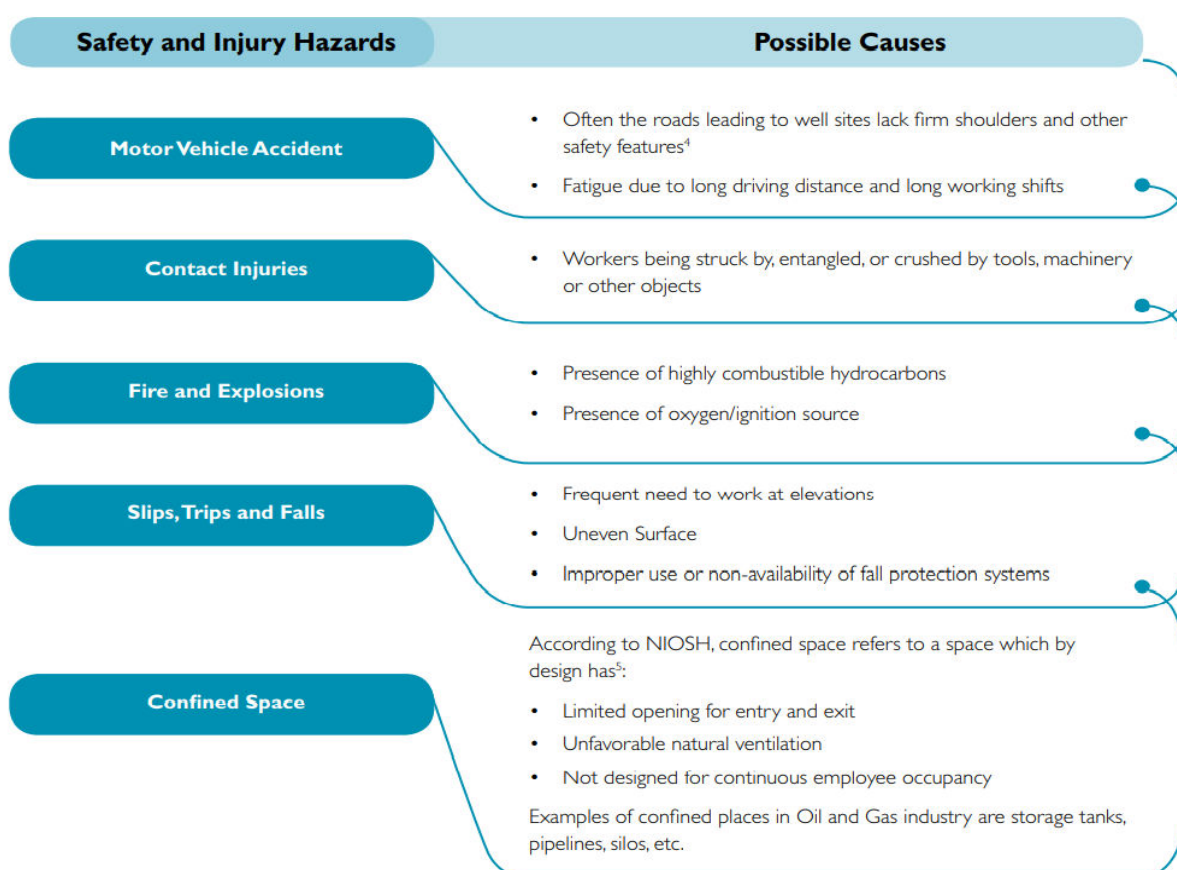 Safety and Injury Hazards
Possible Causes
Motor Vehicle Accident
• Often the roads leading to well sites lack firm shoulders and other
safety features⁴
• Fatigue due to long driving distance and long working shifts
Contact Injuries
• Workers being struck by, entangled, or crushed by tools, machinery
or other objects
Fire and Explosions
• Presence of highly combustible hydrocarbons
• Presence of oxygen/ignition source
Slips, Trips and Falls
• Frequent need to work at elevations
• Uneven Surface
• Improper use or non-availability of fall protection systems
Confined Space
According to NIOSH, confined space refers to a space which by
design has⁵:
• Limited opening for entry and exit
• Unfavorable natural ventilation
• Not designed for continuous employee occupancy
Examples of confined places in Oil and Gas industry are storage tanks,
pipelines, silos, etc.